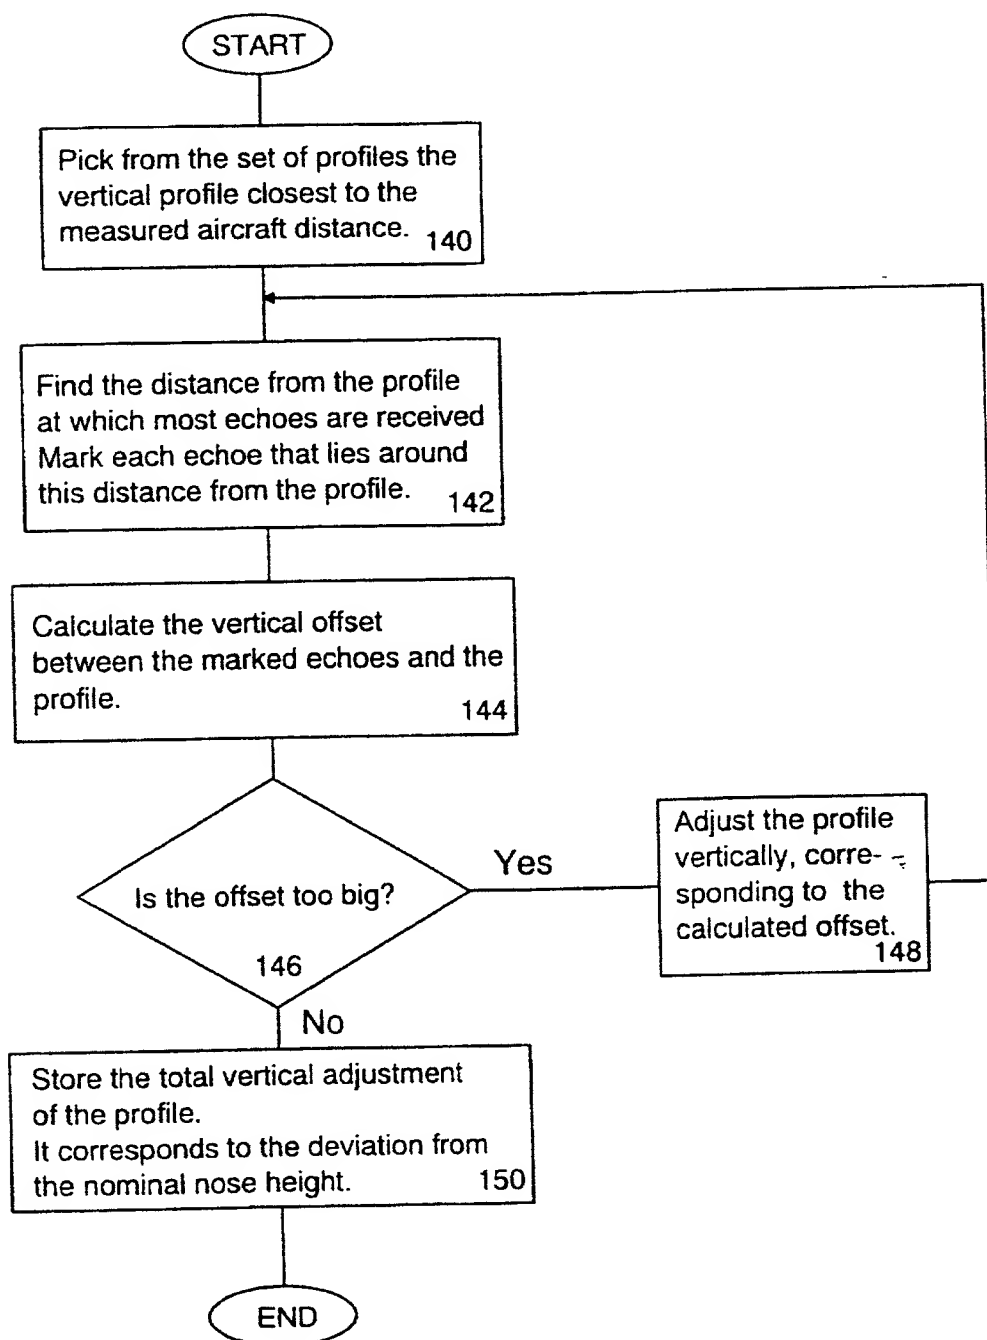 START
Pick from the set of profiles the
vertical profile closest to the
measured aircraft distance.
140
Find the distance from the profile
at which most echoes are received
Mark each echoe that lies around
this distance from the profile.
142
Calculate the vertical offset
between the marked echoes and the
profile.
144
Is the offset too big?
146
Yes
Adjust the profile
vertically, corre-
sponding to the
calculated offset.
148
No
Store the total vertical adjustment
of the profile.
It corresponds to the deviation from
the nominal nose height.
150
END